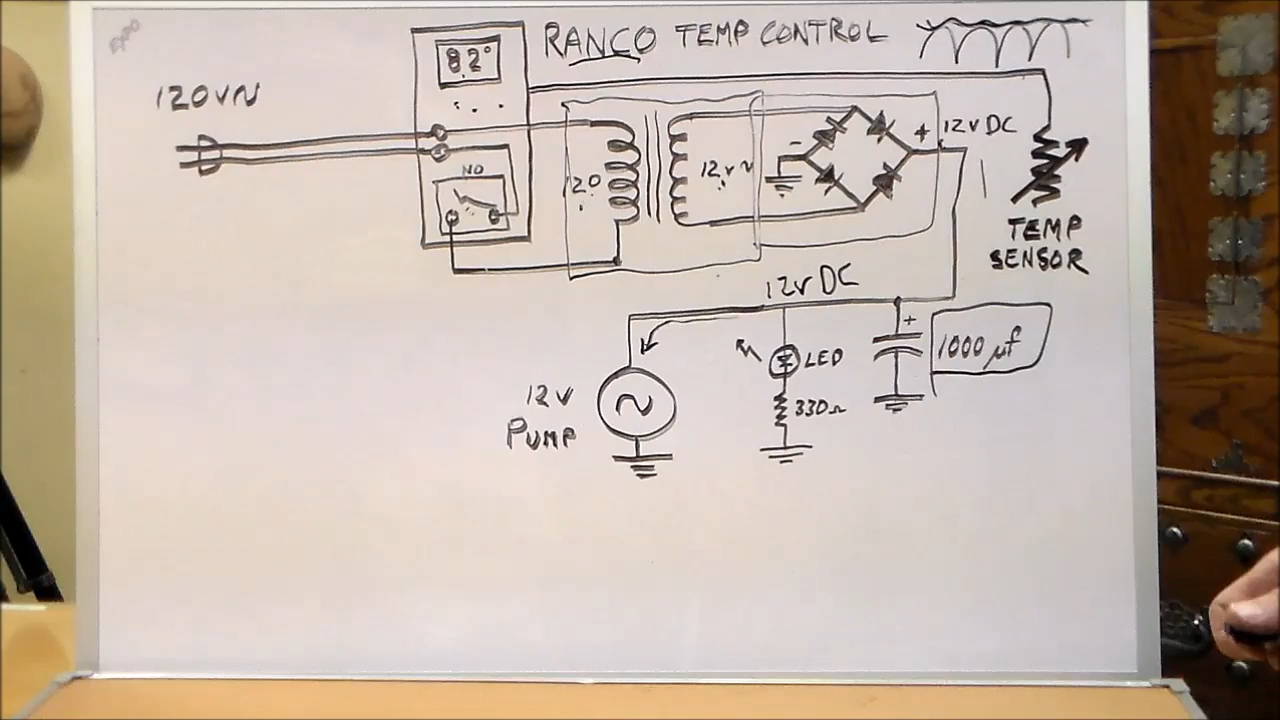 EXPO
RANCO TEMP CONTROL
82°
120V~
NO
120
12v~
-
+
12V DC
TEMP
SENSOR
12V DC
+
1000 µf
LED
330Ω
12V
PUMP